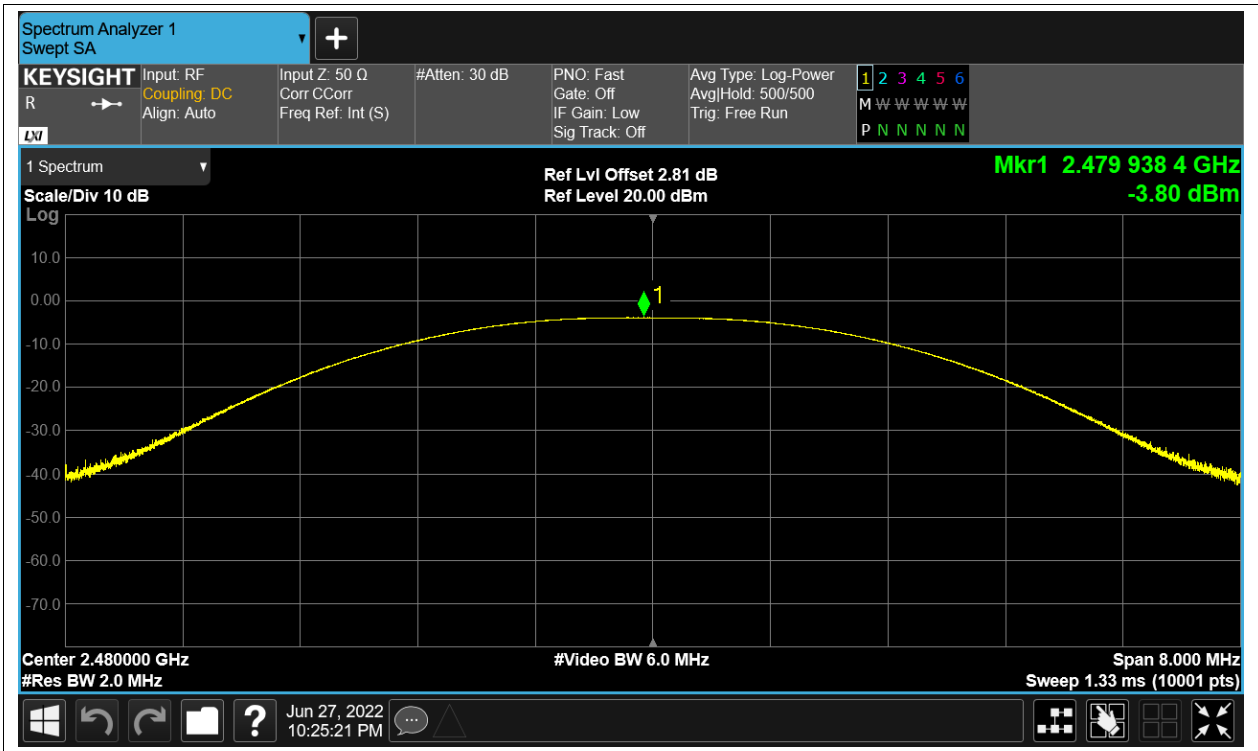 Spectrum Analyzer 1
Swept SA
KEYSIGHT
R
LXI
Input: RF
Coupling: DC
Align: Auto
Input Z: 50 Ω
Corr CCorr
Freq Ref: Int (S)
#Atten: 30 dB
PNO: Fast
Gate: Off
IF Gain: Low
Sig Track: Off
Avg Type: Log-Power
Avg|Hold: 500/500
Trig: Free Run
1 2 3 4 5 6
M W W W W W
P N N N N N
1 Spectrum
Scale/Div 10 dB
Log
Ref Lvl Offset 2.81 dB
Ref Level 20.00 dBm
Mkr1 2.479 938 4 GHz
-3.80 dBm
10.0
0.00
-10.0
-20.0
-30.0
-40.0
-50.0
-60.0
-70.0
1
Center 2.480000 GHz
#Res BW 2.0 MHz
#Video BW 6.0 MHz
Span 8.000 MHz
Sweep 1.33 ms (10001 pts)
?
Jun 27, 2022
10:25:21 PM